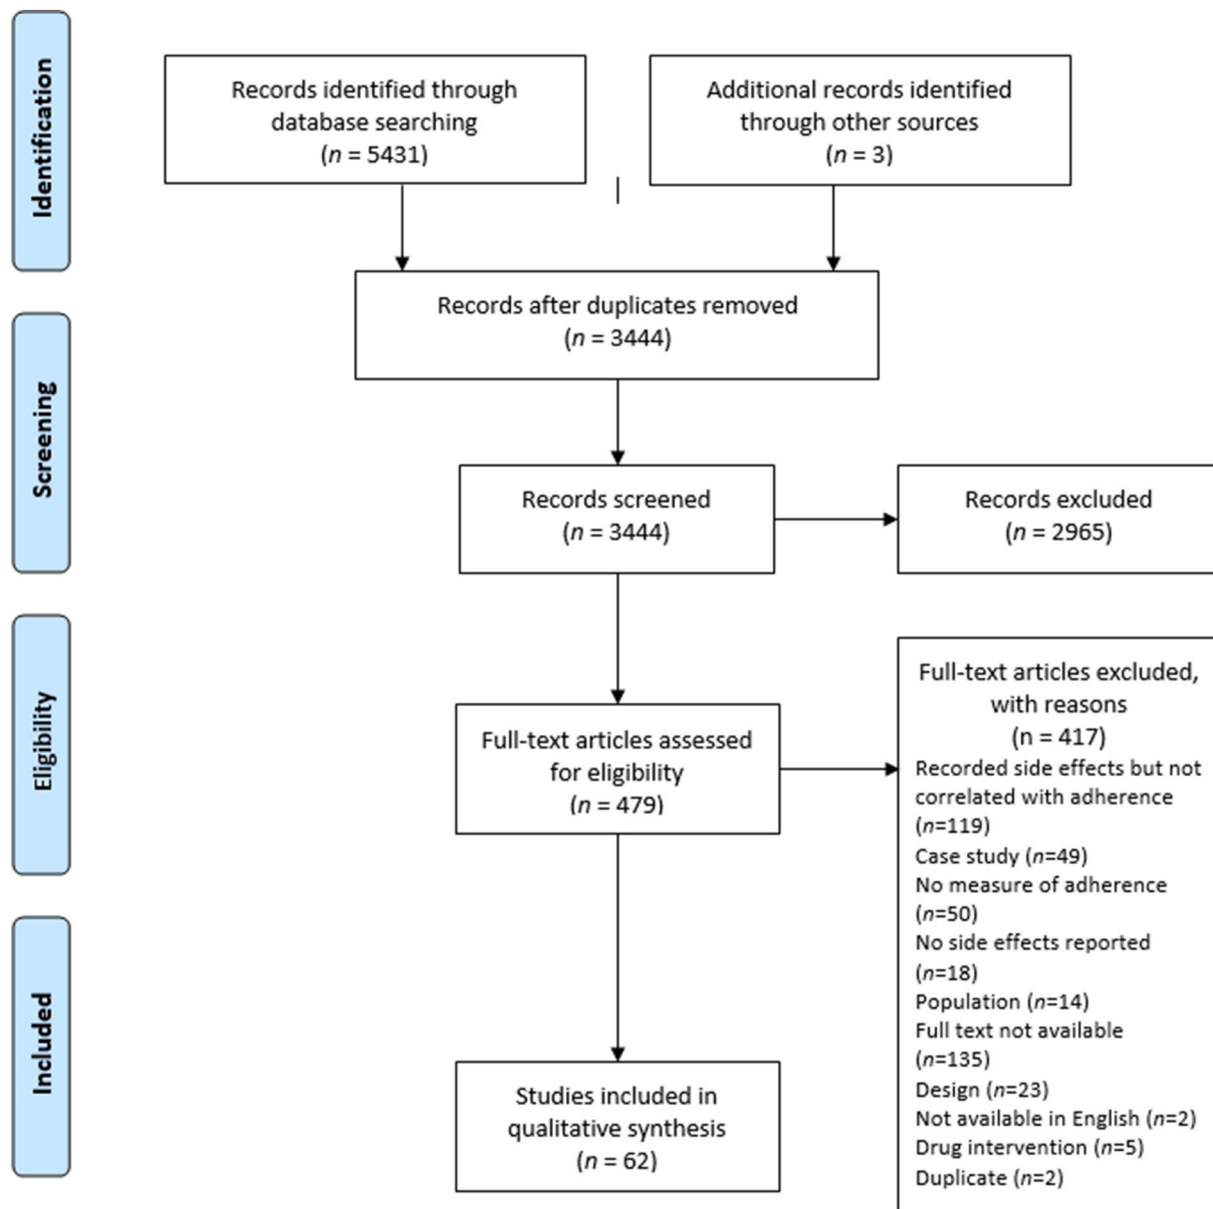 Identification
Records identified through
database searching
(n = 5431)
Additional records identified
through other sources
(n = 3)
Records after duplicates removed
(n = 3444)
Screening
Records screened
(n = 3444)
Records excluded
(n = 2965)
Eligibility
Full-text articles assessed
for eligibility
(n = 479)
Full-text articles excluded,
with reasons
(n = 417)
Recorded side effects but not
correlated with adherence
(n=119)
Case study (n=49)
No measure of adherence
(n=50)
No side effects reported
(n=18)
Population (n=14)
Full text not available
(n=135)
Design (n=23)
Not available in English (n=2)
Drug intervention (n=5)
Duplicate (n=2)
Included
Studies included in
qualitative synthesis
(n = 62)